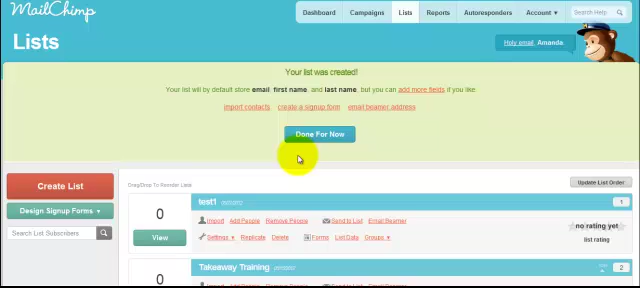 MailChimp
Dashboard Campaigns Lists Reports Autoresponders Account ▾ Search Help
Lists
Holy email, Amanda.
Your list was created!
Your list will by default store email, first name, and last name, but you can add more fields if you like.
import contacts create a signup form email beamer address
Done For Now
Create List
Design Signup Forms ▾
Search List Subscribers
Drag/Drop To Reorder Lists
Update List Order
test1
1
0
View
Import Add People Remove People Send to List Email Beamer
Settings ▾ Replicate Delete Forms List Data Groups ▾
no rating yet
list rating
Takeaway Training
2
0